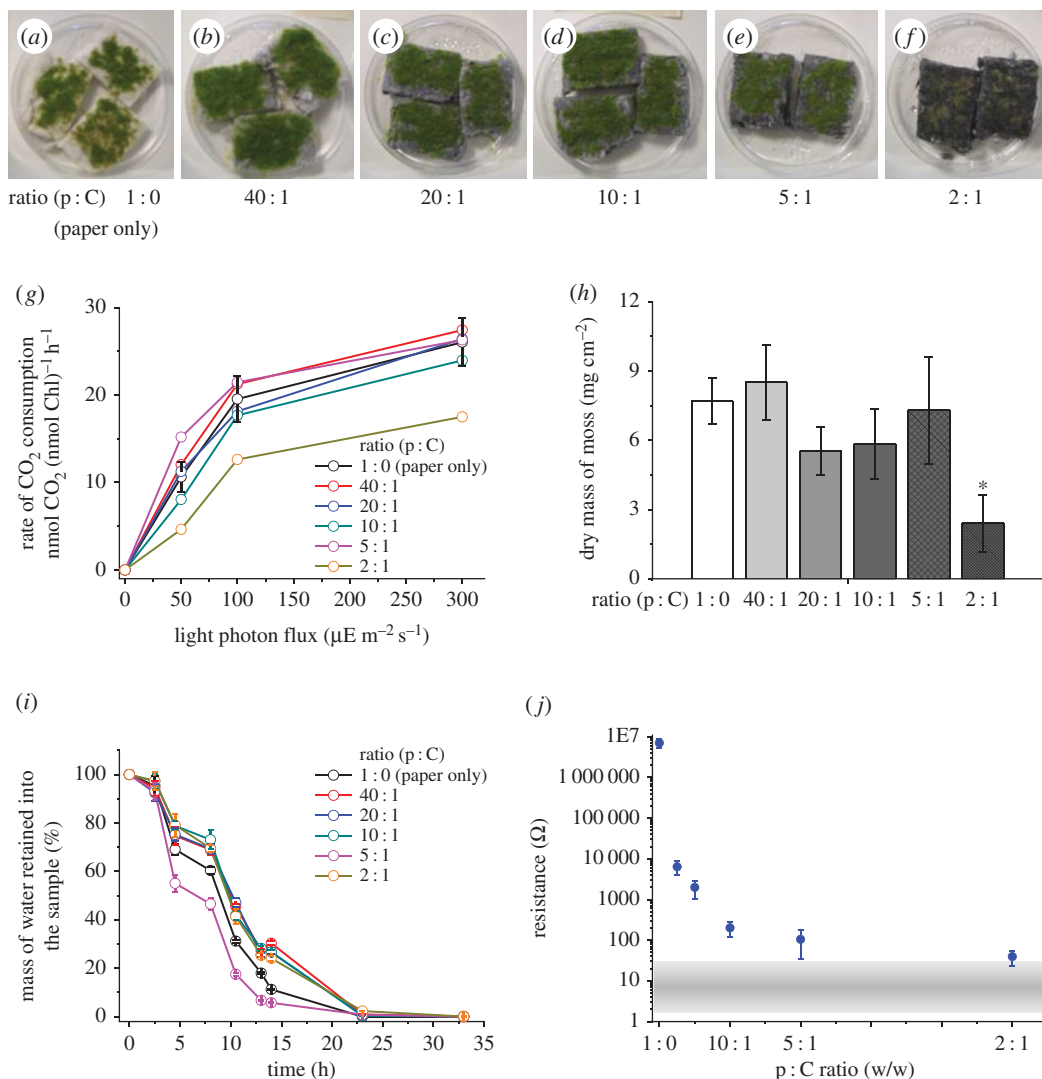 (a) (b) (c) (d) (e) (f)
ratio (p : C) 1 : 0 40 : 1 20 : 1 10 : 1 5 : 1 2 : 1
(paper only)
(g)
30
20
10
0
rate of CO2 consumption
nmol CO2 (nmol Chl)−1 h−1
ratio (p : C)
1 : 0 (paper only)
40 : 1
20 : 1
10 : 1
5 : 1
2 : 1
0 50 100 150 200 250 300
light photon flux (µE m−2 s−1)
(h)
12
9
6
3
0
dry mass of moss (mg cm−2)
*
ratio (p : C) 1 : 0 40 : 1 20 : 1 10 : 1 5 : 1 2 : 1
(i)
100
80
60
40
20
0
mass of water retained into
the sample (%)
ratio (p : C)
1 : 0 (paper only)
40 : 1
20 : 1
10 : 1
5 : 1
2 : 1
0 5 10 15 20 25 30 35
time (h)
(j)
1E7
1 000 000
100 000
10 000
1000
100
10
1
resistance (Ω)
1 : 0 10 : 1 5 : 1 2 : 1
p : C ratio (w/w)